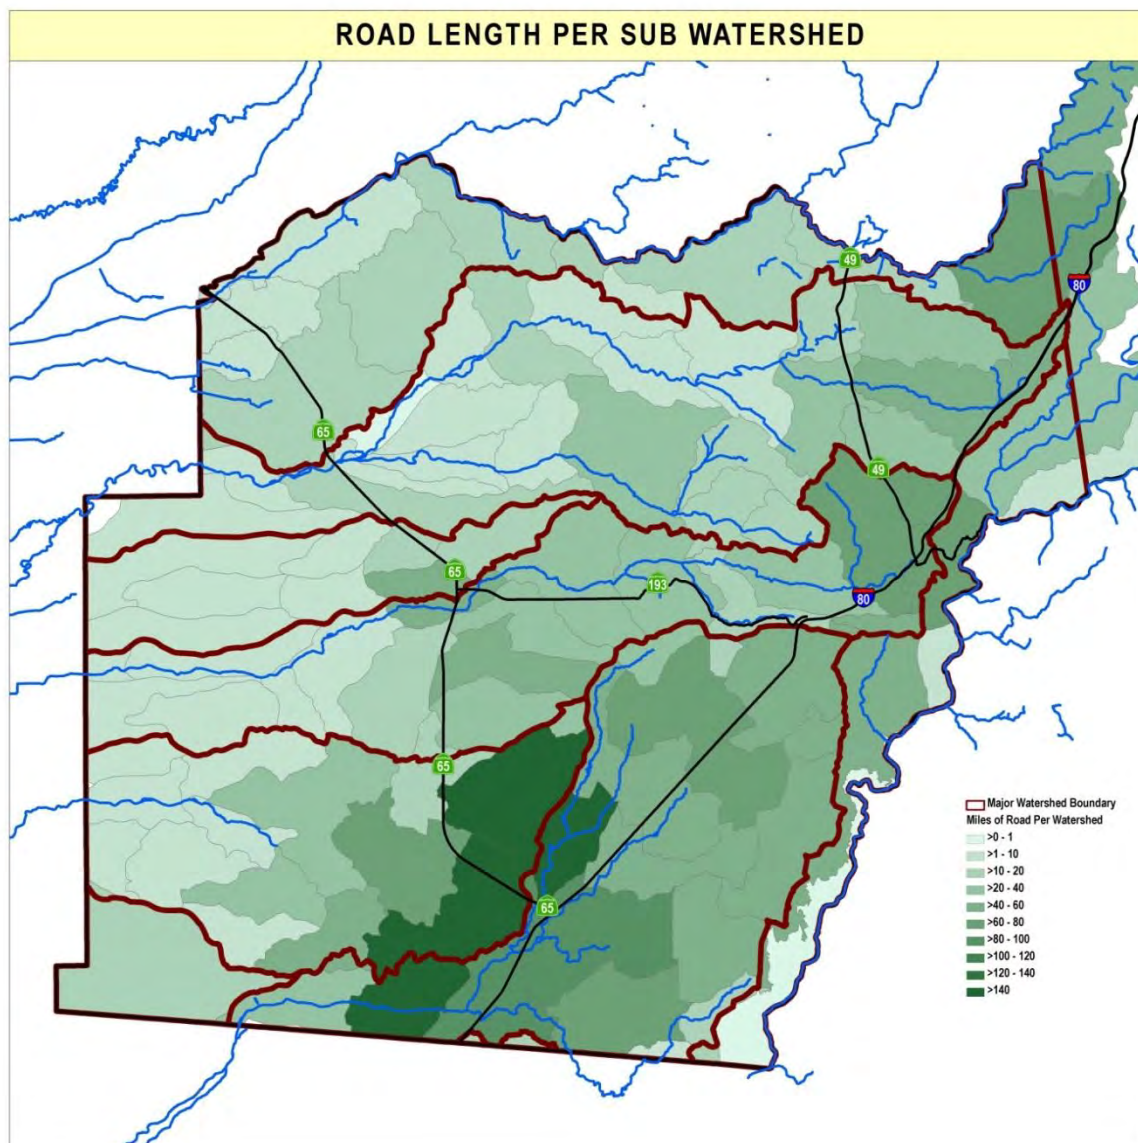 ROAD LENGTH PER SUB WATERSHED
49
80
65
49
65
193
80
65
65
Major Watershed Boundary
Miles of Road Per Watershed
>0 - 1
>1 - 10
>10 - 20
>20 - 40
>40 - 60
>60 - 80
>80 - 100
>100 - 120
>120 - 140
>140